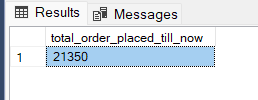 Results Messages
total_order_placed_till_now
1 21350